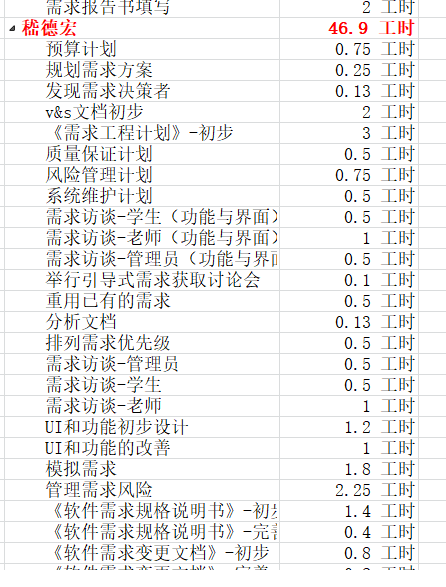 需求报告书填写 2 工时
嵇德宏 46.9 工时
预算计划 0.75 工时
规划需求方案 0.25 工时
发现需求决策者 0.13 工时
v&s文档初步 2 工时
《需求工程计划》-初步 3 工时
质量保证计划 0.5 工时
风险管理计划 0.75 工时
系统维护计划 0.5 工时
需求访谈-学生（功能与界面） 0.5 工时
需求访谈-老师（功能与界面） 1 工时
需求访谈-管理员（功能与界面 0.5 工时
举行引导式需求获取讨论会 0.1 工时
重用已有的需求 0.5 工时
分析文档 0.13 工时
排列需求优先级 0.5 工时
需求访谈-管理员 0.5 工时
需求访谈-学生 0.5 工时
需求访谈-老师 1 工时
UI和功能初步设计 1.2 工时
UI和功能的改善 1 工时
模拟需求 1.8 工时
管理需求风险 2.25 工时
《软件需求规格说明书》-初步 1.4 工时
《软件需求规格说明书》-完善 0.4 工时
《软件需求变更文档》-初步 0.8 工时